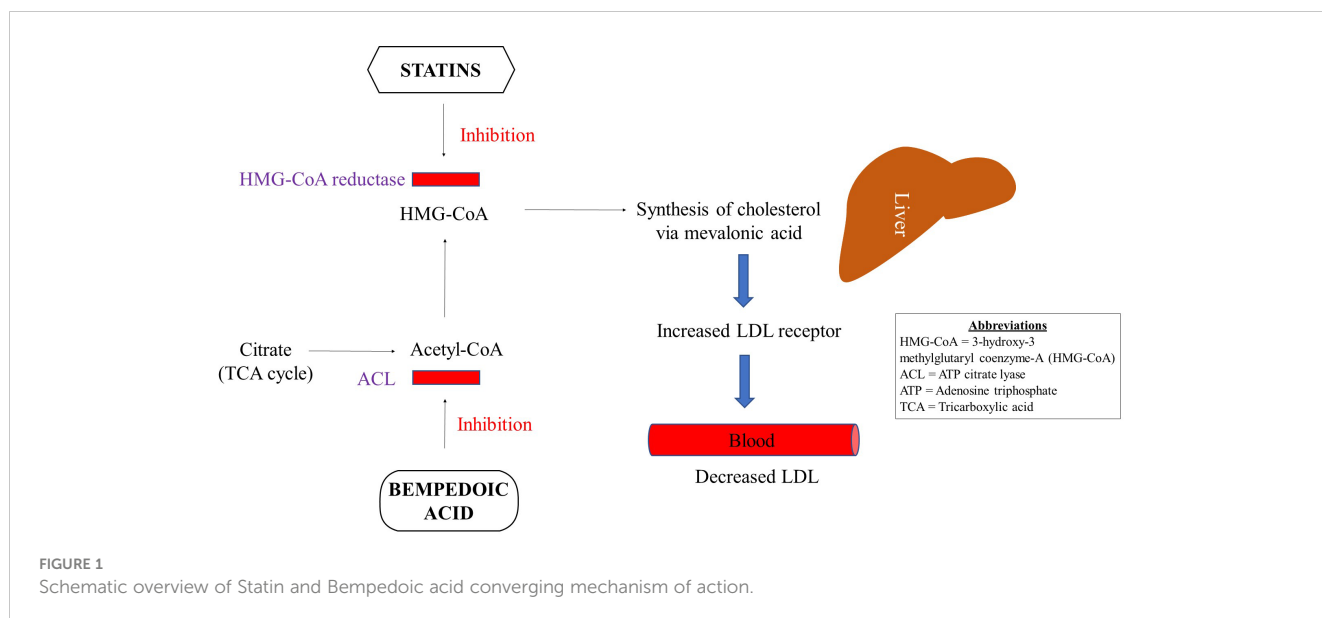 STATINS
Inhibition
HMG-CoA reductase
HMG-CoA
Synthesis of cholesterol
via mevalonic acid
Liver
Increased LDL receptor
Citrate
(TCA cycle)
Acetyl-CoA
ACL
Inhibition
BEMPEDOIC
ACID
Blood
Decreased LDL
Abbreviations
HMG-CoA = 3-hydroxy-3
methylglutaryl coenzyme-A (HMG-CoA)
ACL = ATP citrate lyase
ATP = Adenosine triphosphate
TCA = Tricarboxylic acid
FIGURE 1
Schematic overview of Statin and Bempedoic acid converging mechanism of action.